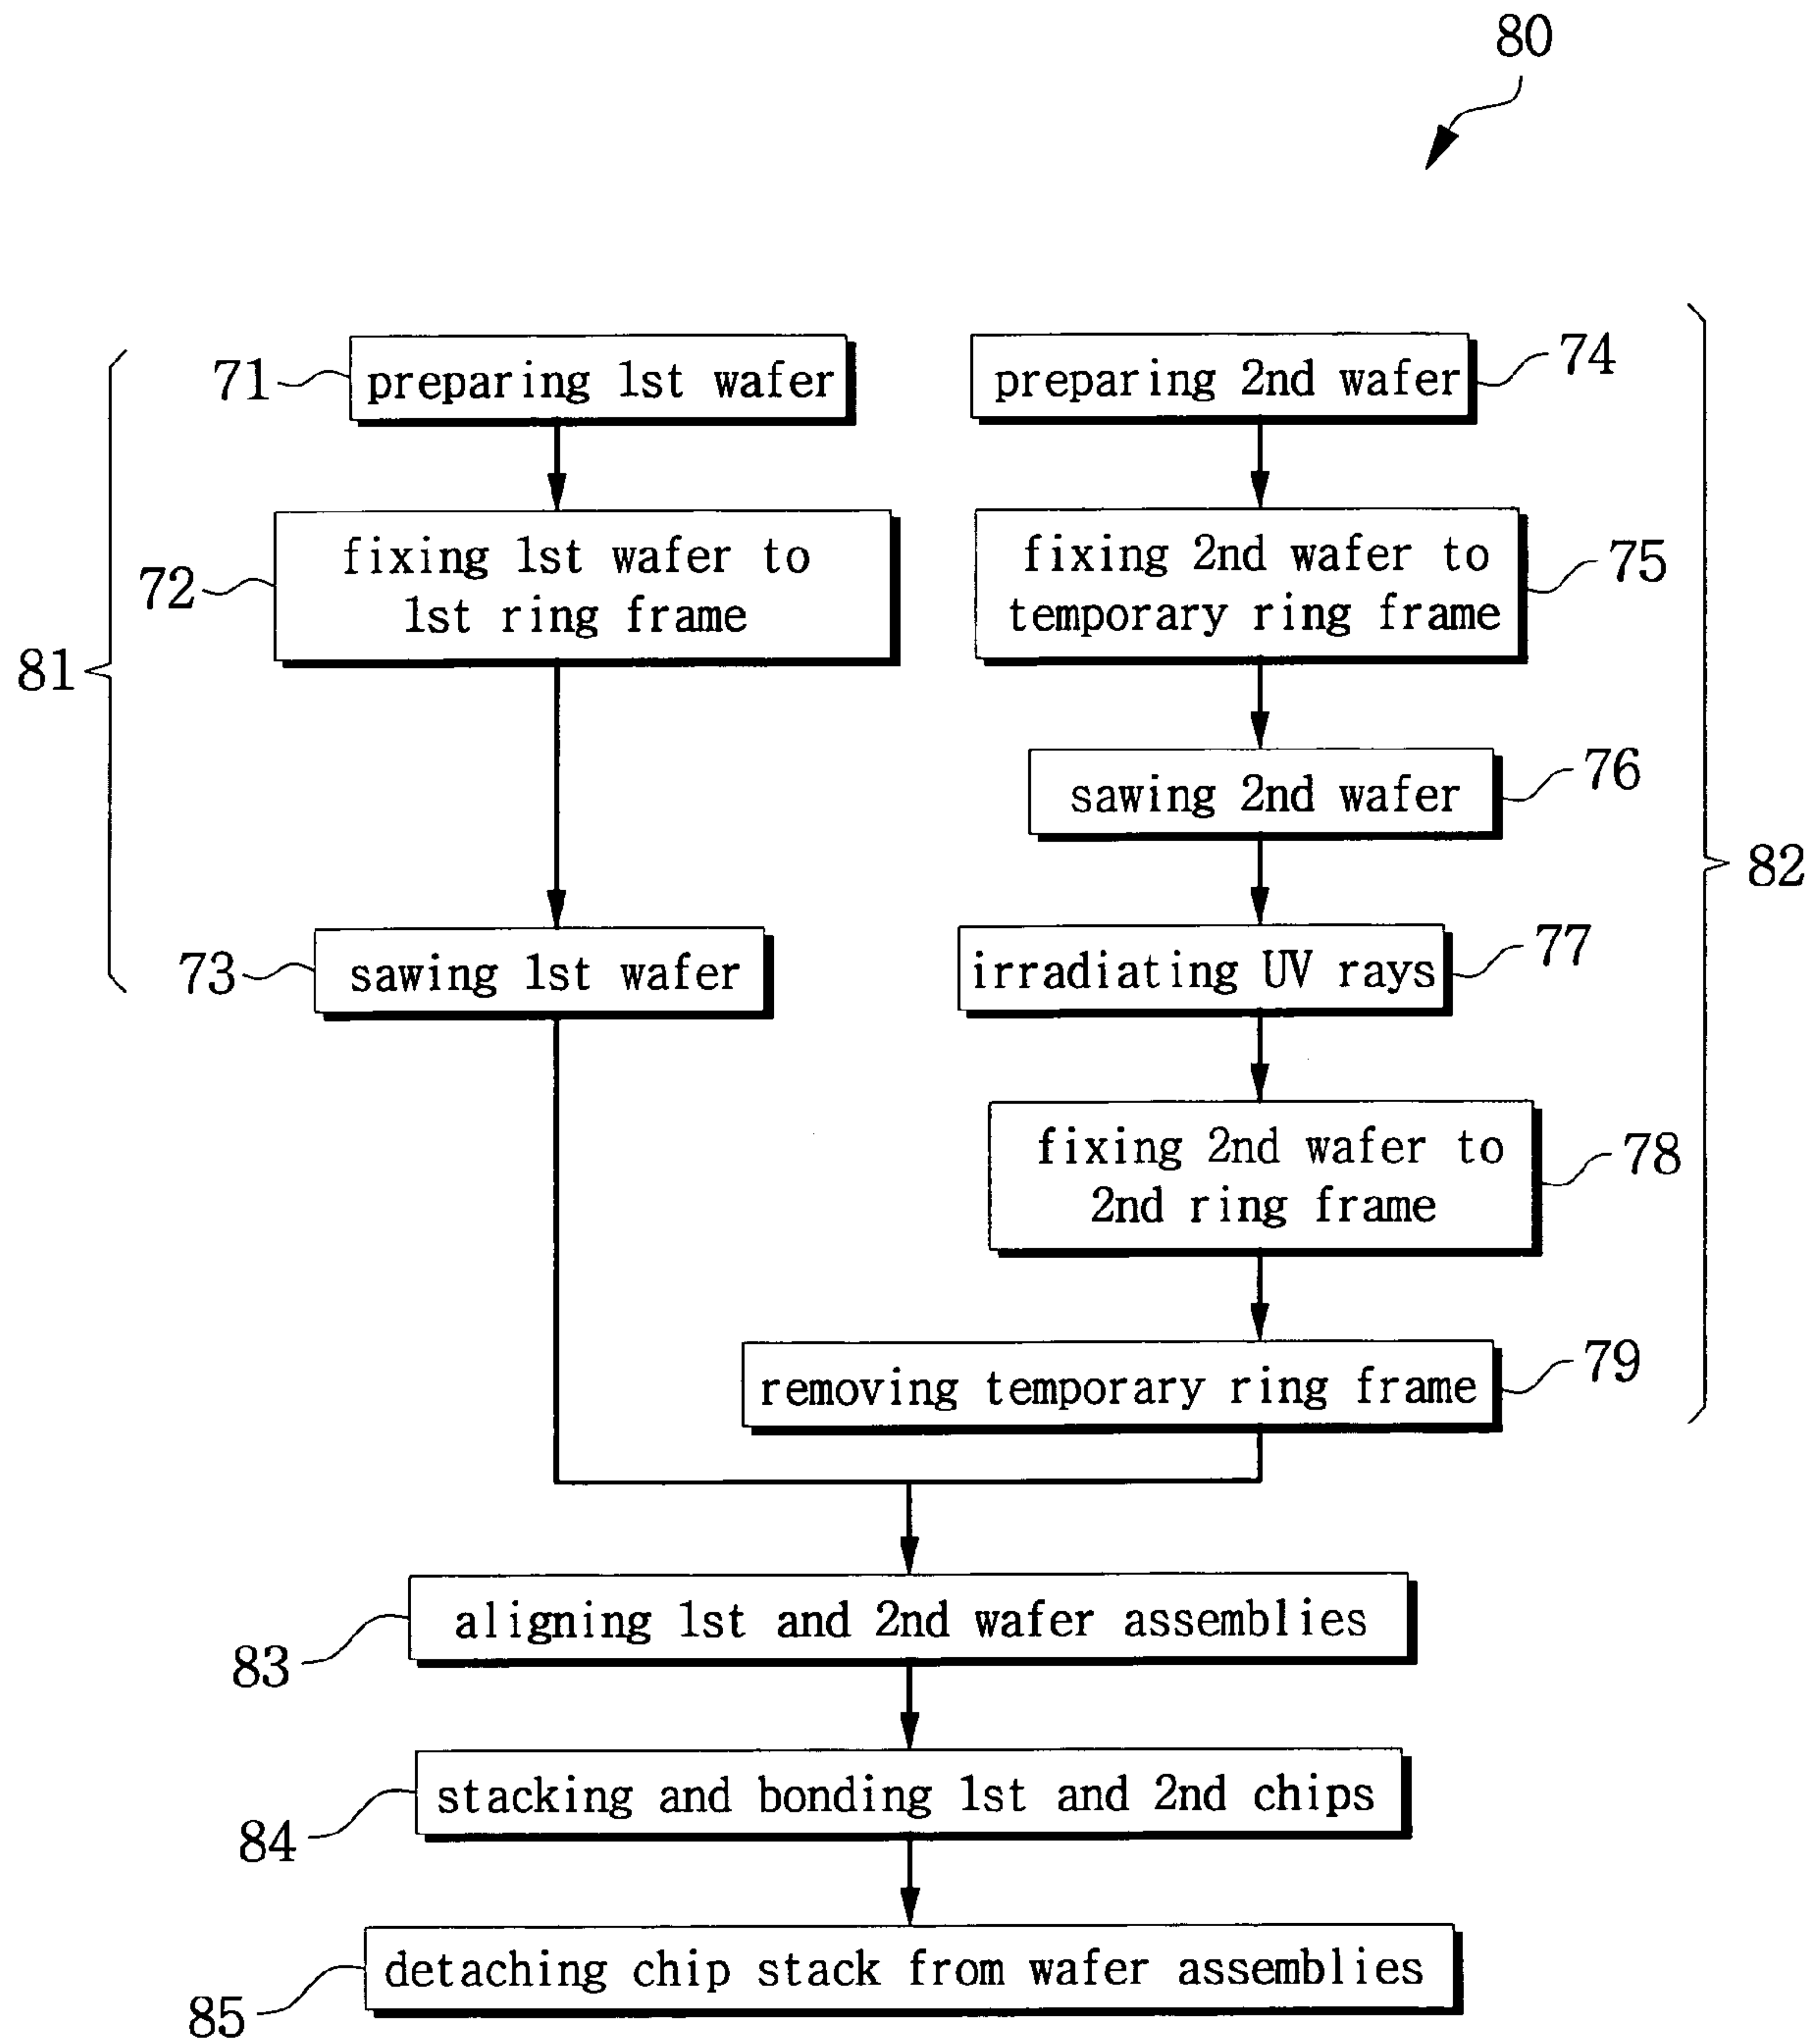 80
71
preparing 1st wafer
preparing 2nd wafer
74
72
fixing 1st wafer to
1st ring frame
fixing 2nd wafer to
temporary ring frame
75
81
sawing 2nd wafer
76
82
73
sawing 1st wafer
irradiating UV rays
77
fixing 2nd wafer to
2nd ring frame
78
removing temporary ring frame
79
aligning 1st and 2nd wafer assemblies
83
stacking and bonding 1st and 2nd chips
84
detaching chip stack from wafer assemblies
85